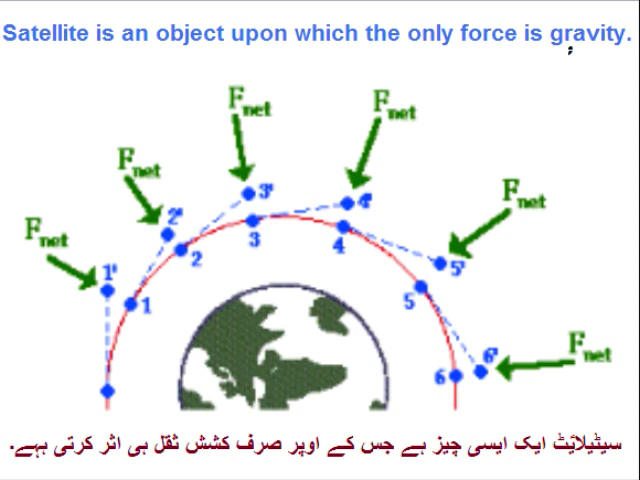 Satellite is an object upon which the only force is gravity.
Fnet
Fnet
Fnet
Fnet
Fnet
Fnet
1'
2'
3'
4'
5'
6'
1
2
3
4
5
6
سیٹیلائیٹ ایک ایسی چیز ہے جس کے اوپر صرف کشش ثقل ہی اثر کرتی ہہے۔